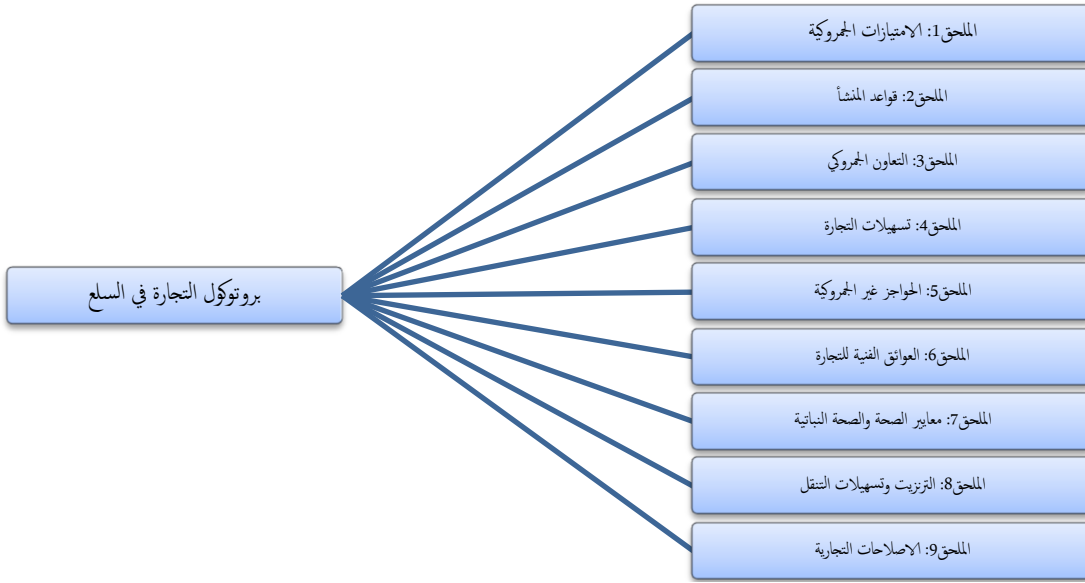 بروتوكول التجارة في السلع
الملحق1: الامتيازات الجمروكية
الملحق2: قواعد المنشأ
الملحق3: التعاون الجمروكي
الملحق4: تسهيلات التجارة
الملحق5: الحواجز غير الجمروكية
الملحق6: العوائق الفنية للتجارة
الملحق7: معايير الصحة والصحة النباتية
الملحق8: الترنزيت وتسهيلات التنقل
الملحق9: الاصلاحات التجارية